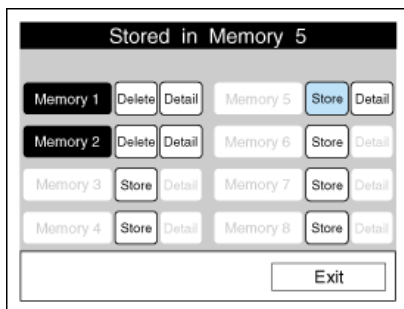 Stored in Memory 5
Memory 1 Delete Detail Memory 5 Store Detail
Memory 2 Delete Detail Memory 6 Store Detail
Memory 3 Store Detail Memory 7 Store Detail
Memory 4 Store Detail Memory 8 Store Detail
Exit